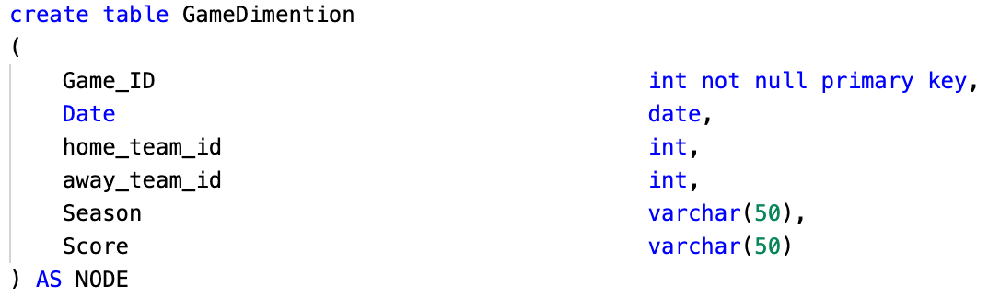 create table GameDimention
(
Game_ID int not null primary key,
Date date,
home_team_id int,
away_team_id int,
Season varchar(50),
Score varchar(50)
) AS NODE